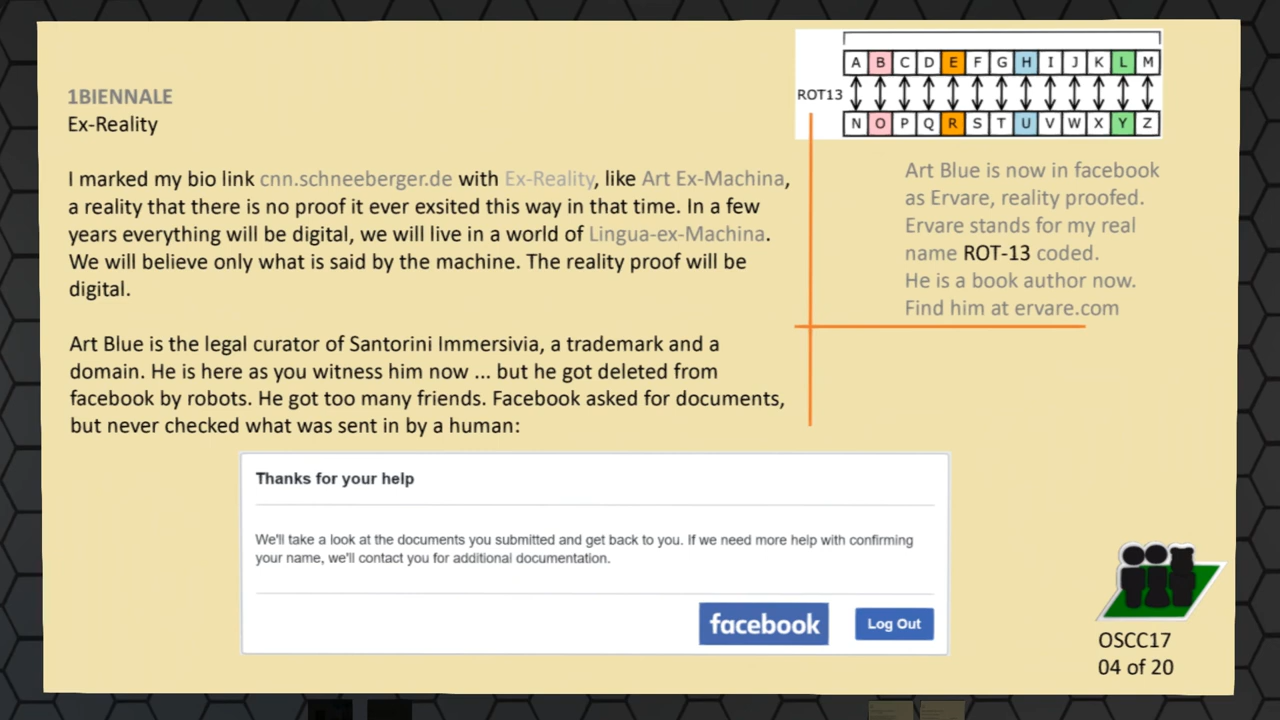 1BIENNALE
Ex-Reality
I marked my bio link cnn.schneeberger.de with Ex-Reality, like Art Ex-Machina,
a reality that there is no proof it ever exsited this way in that time. In a few
years everything will be digital, we will live in a world of Lingua-ex-Machina.
We will believe only what is said by the machine. The reality proof will be
digital.
Art Blue is the legal curator of Santorini Immersivia, a trademark and a
domain. He is here as you witness him now ... but he got deleted from
facebook by robots. He got too many friends. Facebook asked for documents,
but never checked what was sent in by a human:
A B C D E F G H I J K L M
ROT13
N O P Q R S T U V W X Y Z
Art Blue is now in facebook
as Ervare, reality proofed.
Ervare stands for my real
name ROT-13 coded.
He is a book author now.
Find him at ervare.com
Thanks for your help
We'll take a look at the documents you submitted and get back to you. If we need more help with confirming
your name, we'll contact you for additional documentation.
facebook
Log Out
OSCC17
04 of 20